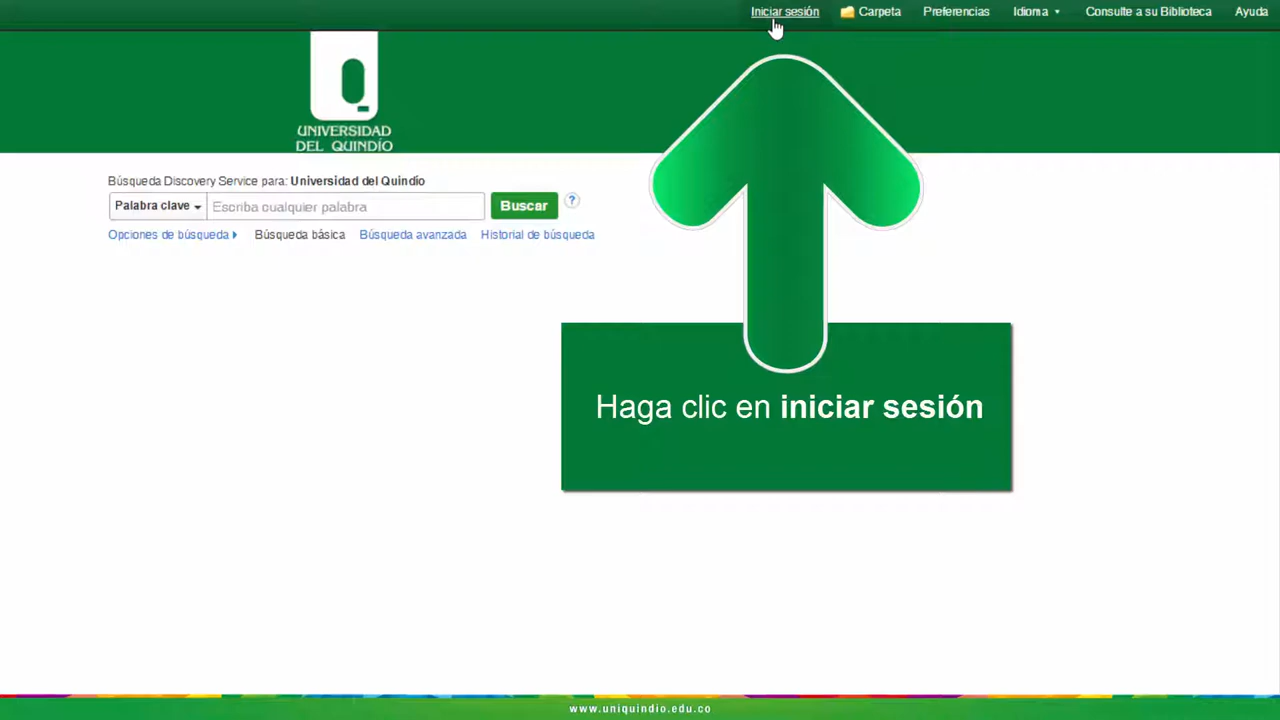 Iniciar sesión Carpeta Preferencias Idioma Consulte a su Biblioteca Ayuda
UNIVERSIDAD
DEL QUINDÍO
Búsqueda Discovery Service para: Universidad del Quindío
Palabra clave Escriba cualquier palabra Buscar ?
Opciones de búsqueda Búsqueda básica Búsqueda avanzada Historial de búsqueda
Haga clic en iniciar sesión
www.uniquindio.edu.co